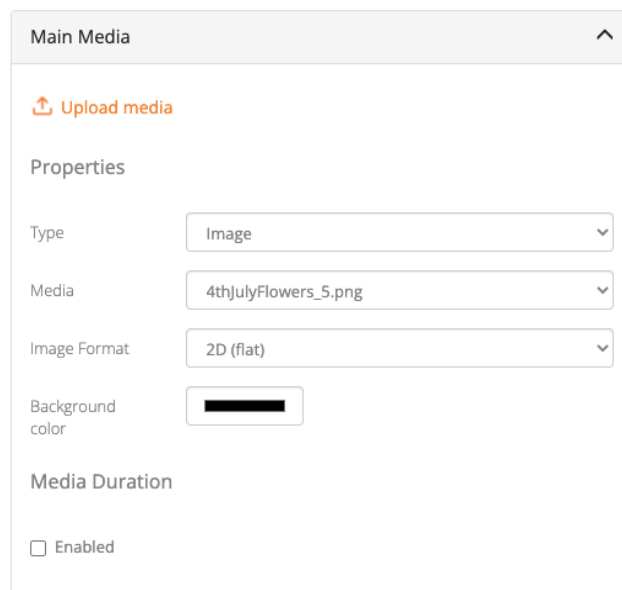 Main Media
Upload media
Properties
Type
Image
Media
4thJulyFlowers_5.png
Image Format
2D (flat)
Background
color
Media Duration
Enabled